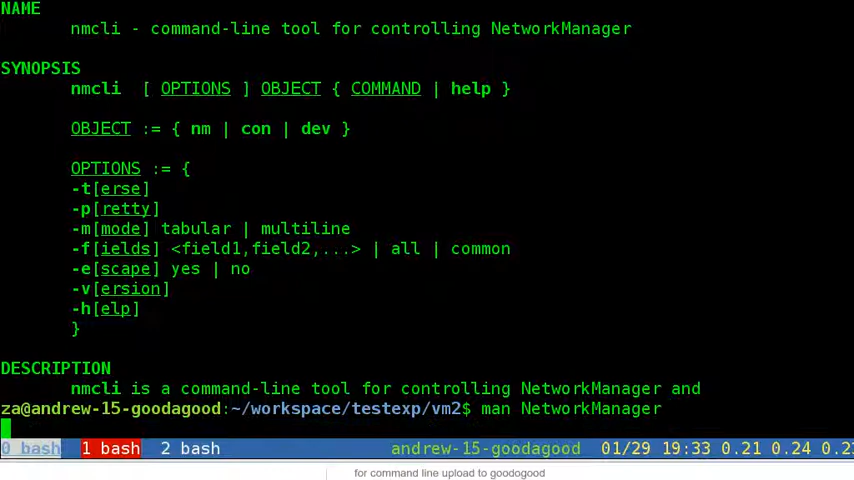 NAME
nmcli - command-line tool for controlling NetworkManager
SYNOPSIS
nmcli [ OPTIONS ] OBJECT { COMMAND | help }
OBJECT := { nm | con | dev }
OPTIONS := {
-t[erse]
-p[retty]
-m[mode] tabular | multiline
-f[ields] <field1,field2,...> | all | common
-e[scape] yes | no
-v[ersion]
-h[elp]
}
DESCRIPTION
nmcli is a command-line tool for controlling NetworkManager and
za@andrew-15-goodagood:~/workspace/testexp/vm2$ man NetworkManager
0 bash 1 bash 2 bash andrew-15-goodagood 01/29 19:33 0.21 0.24 0.23
for command line upload to goodogood